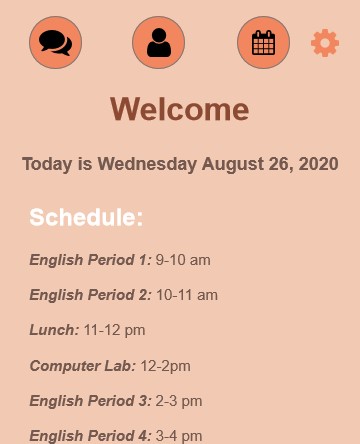 Welcome
Today is Wednesday August 26, 2020
Schedule:
English Period 1: 9-10 am
English Period 2: 10-11 am
Lunch: 11-12 pm
Computer Lab: 12-2pm
English Period 3: 2-3 pm
English Period 4: 3-4 pm